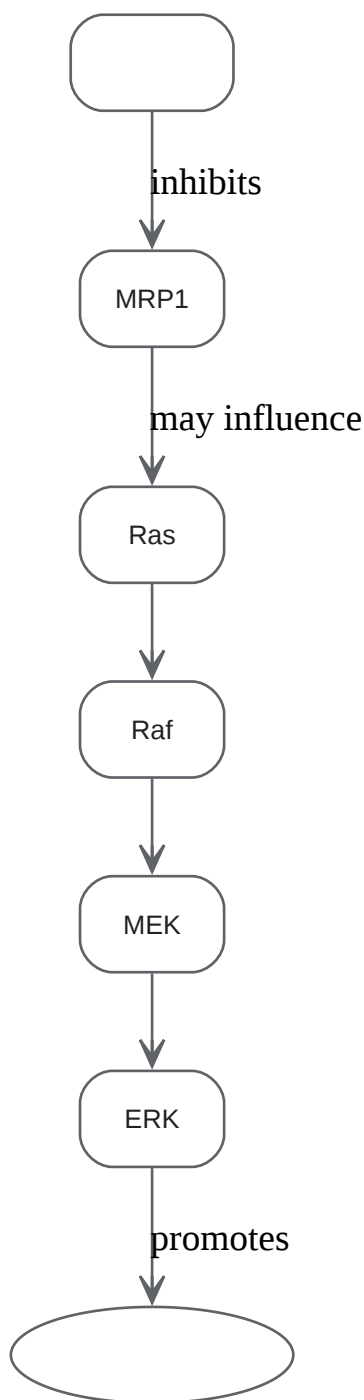 inhibits
MRP1
may influence
Ras
Raf
MEK
ERK
promotes